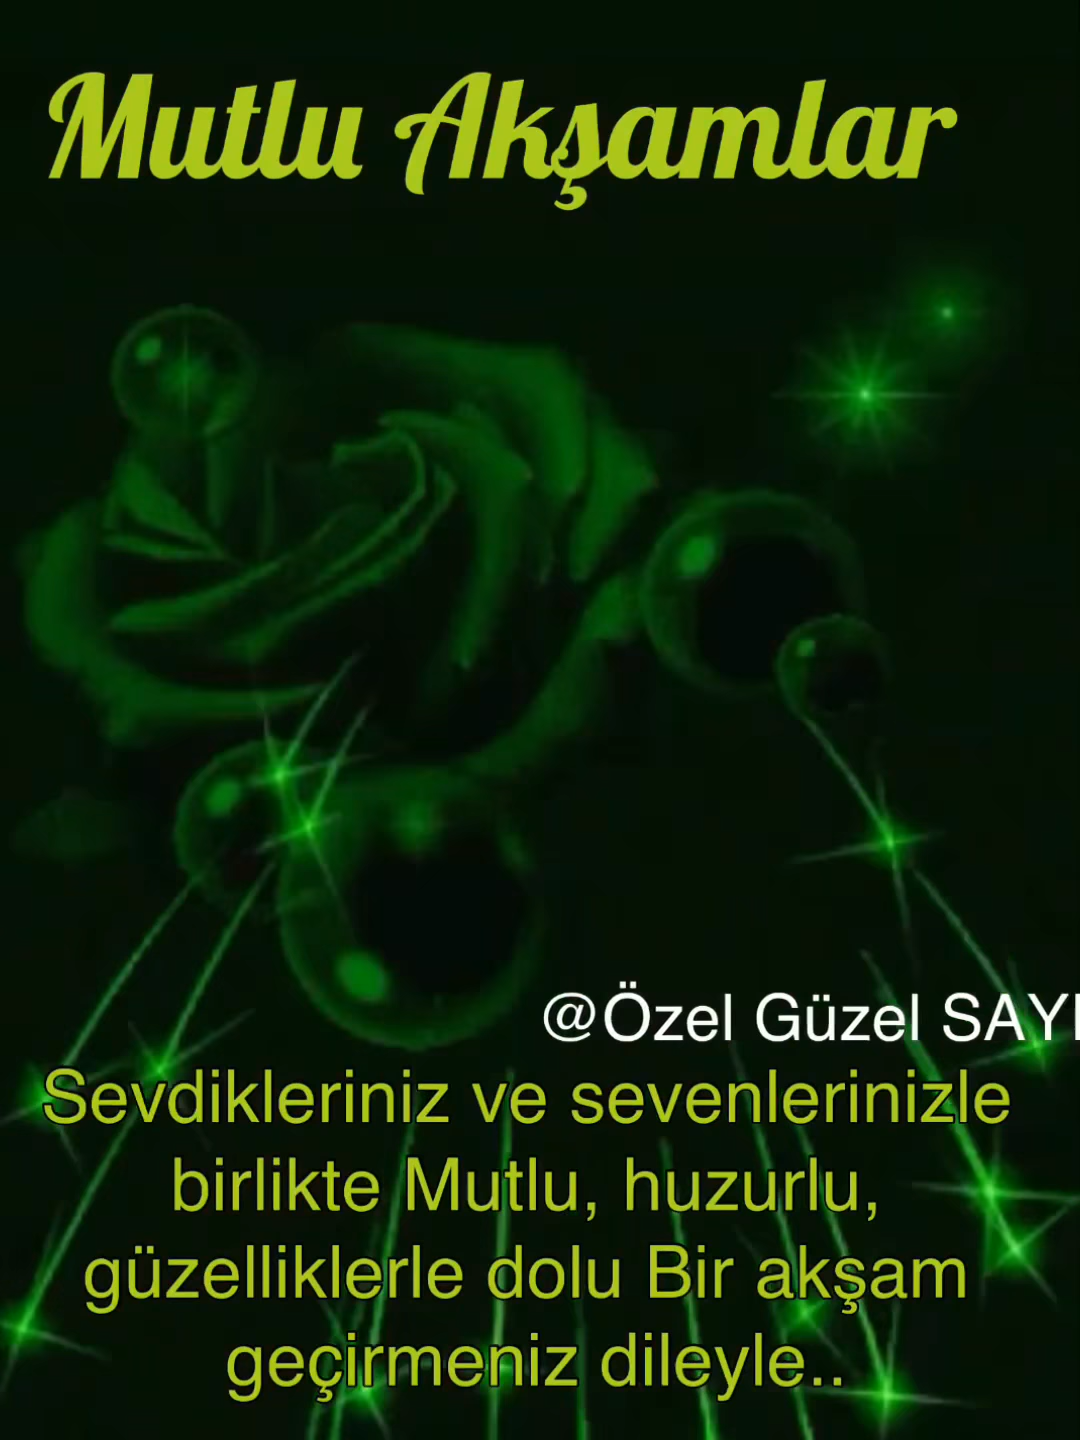 Mutlu Akşamlar
@Özel Güzel
Sevdikleriniz ve sevenlerinizle
birlikte Mutlu, huzurlu,
güzelliklerle dolu Bir akşam
geçirmeniz dileyle..